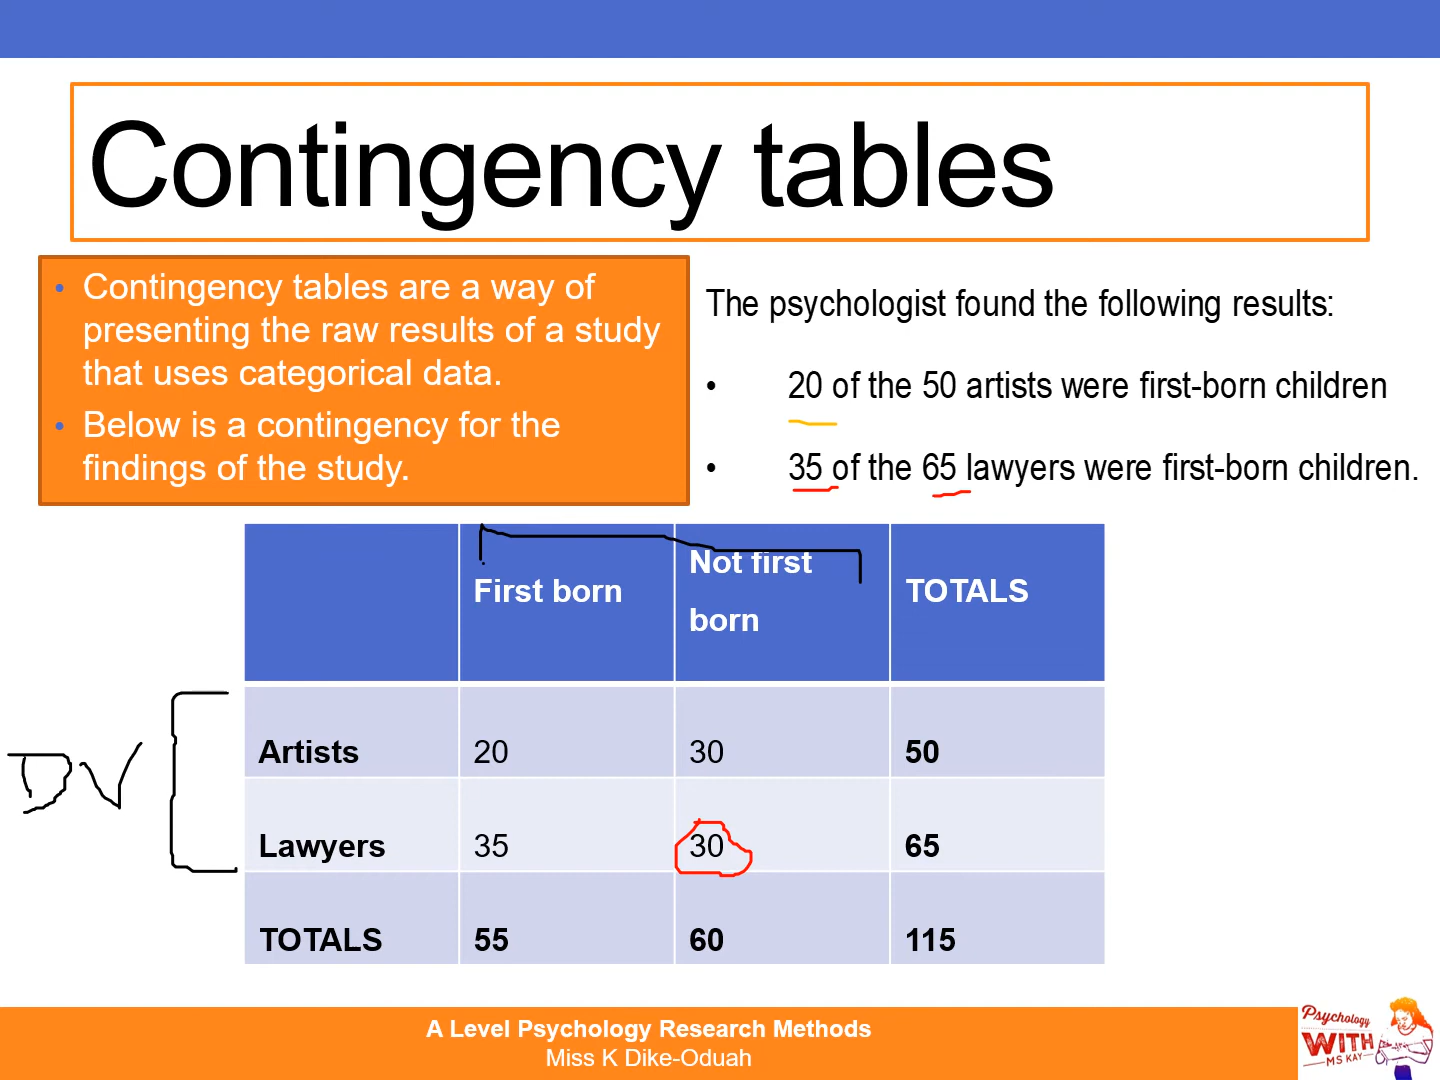 Contingency tables
• Contingency tables are a way of
presenting the raw results of a study
that uses categorical data.
• Below is a contingency for the
findings of the study.
The psychologist found the following results:
• 20 of the 50 artists were first-born children
• 35 of the 65 lawyers were first-born children.
First born Not first born TOTALS
DV
Artists 20 30 50
Lawyers 35 30 65
TOTALS 55 60 115
A Level Psychology Research Methods
Miss K Dike-Oduah
Psychology
WITH
MS KAY